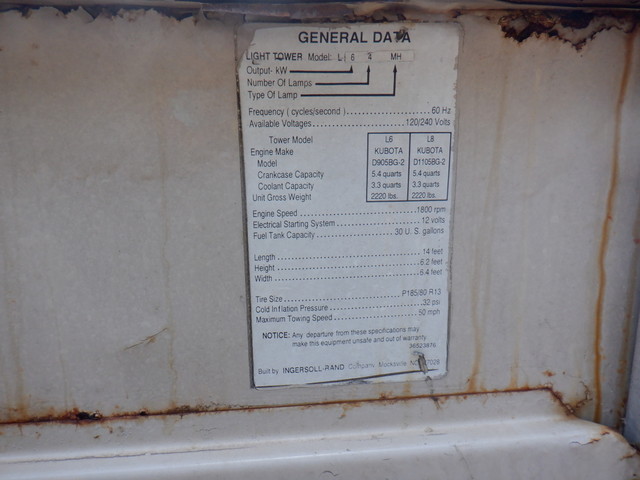 GENERAL DATA
LIGHT TOWER Model: L 6 4 MH
Output- kW
Number Of Lamps
Type Of Lamp
Frequency ( cycles/second ) 60 Hz
Available Voltages 120/240 Volts
Tower Model L6 L8
Engine Make KUBOTA KUBOTA
Model D905BG-2 D1105BG-2
Crankcase Capacity 5.4 quarts 5.4 quarts
Coolant Capacity 3.3 quarts 3.3 quarts
Unit Gross Weight 2220 lbs. 2220 lbs.
Engine Speed 1800 rpm
Electrical Starting System 12 volts
Fuel Tank Capacity 30 U. S. gallons
Length 14 feet
Height 6.2 feet
Width 6.4 feet
Tire Size P185/80 R13
Cold Inflation Pressure 32 psi
Maximum Towing Speed 50 mph
NOTICE: Any departure from these specifications may
make this equipment unsafe and out of warranty.
36523876
Built by INGERSOLL-RAND Company, Mocksville,